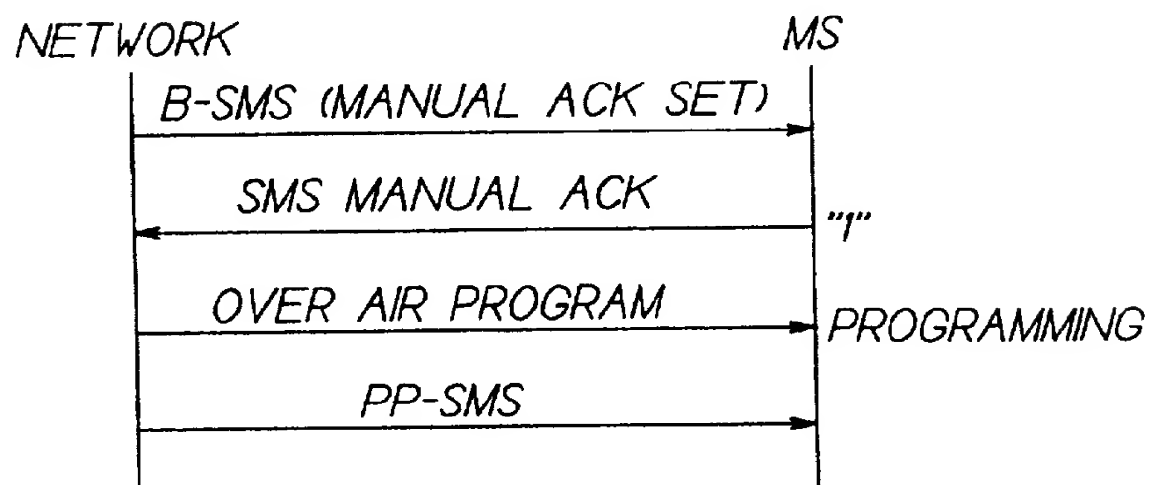 NETWORK
MS
B-SMS (MANUAL ACK SET)
SMS MANUAL ACK
"1"
OVER AIR PROGRAM
PROGRAMMING
PP-SMS